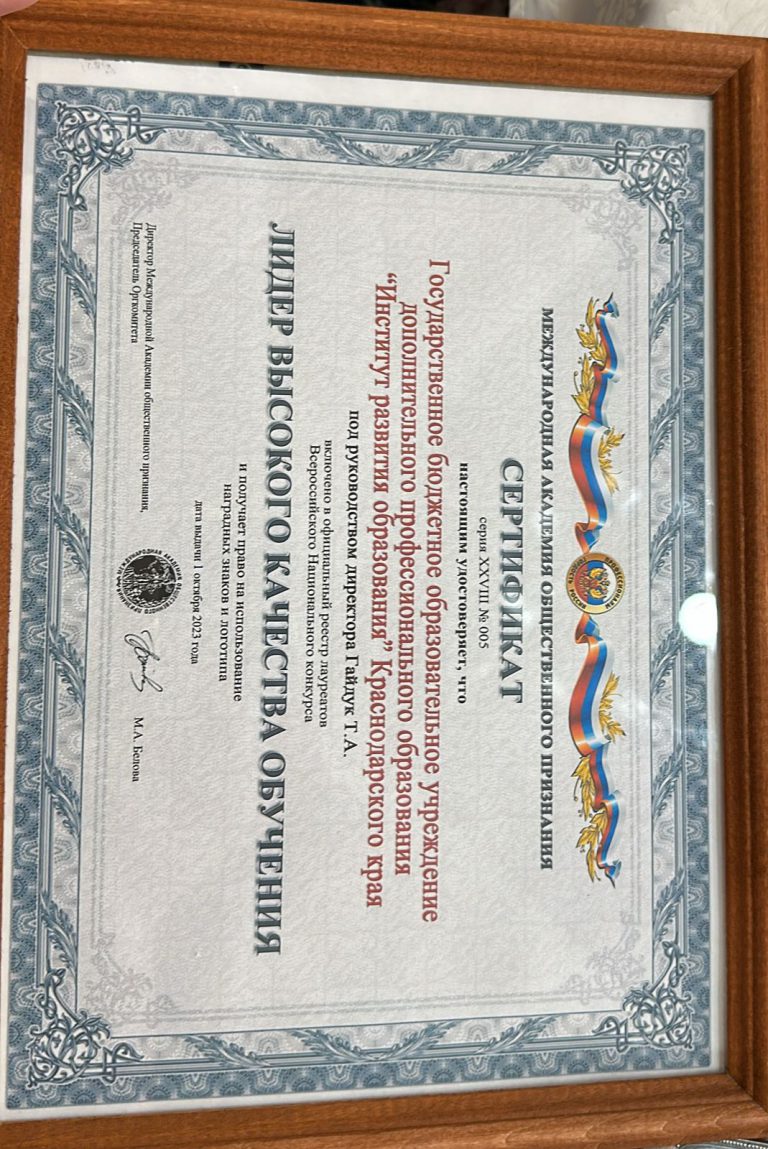 МЕЖДУНАРОДНАЯ АКАДЕМИЯ ОБЩЕСТВЕННОГО ПРИЗНАНИЯ
СЕРТИФИКАТ
серия XXVIII № 005
настоящим удостоверяет, что
Государственное бюджетное образовательное учреждение
дополнительного профессионального образования
“Институт развития образования” Краснодарского края
под руководством директора Гайдук Т.А.
включено в официальный реестр лауреатов
Всероссийского Национального конкурса
ЛИДЕР ВЫСОКОГО КАЧЕСТВА ОБУЧЕНИЯ
и получает право на использование
наградных знаков и логотипа
дата выдачи 1 октября 2023 года
Директор Международной Академии общественного признания,
Председатель Оргкомитета
М.А. Белова